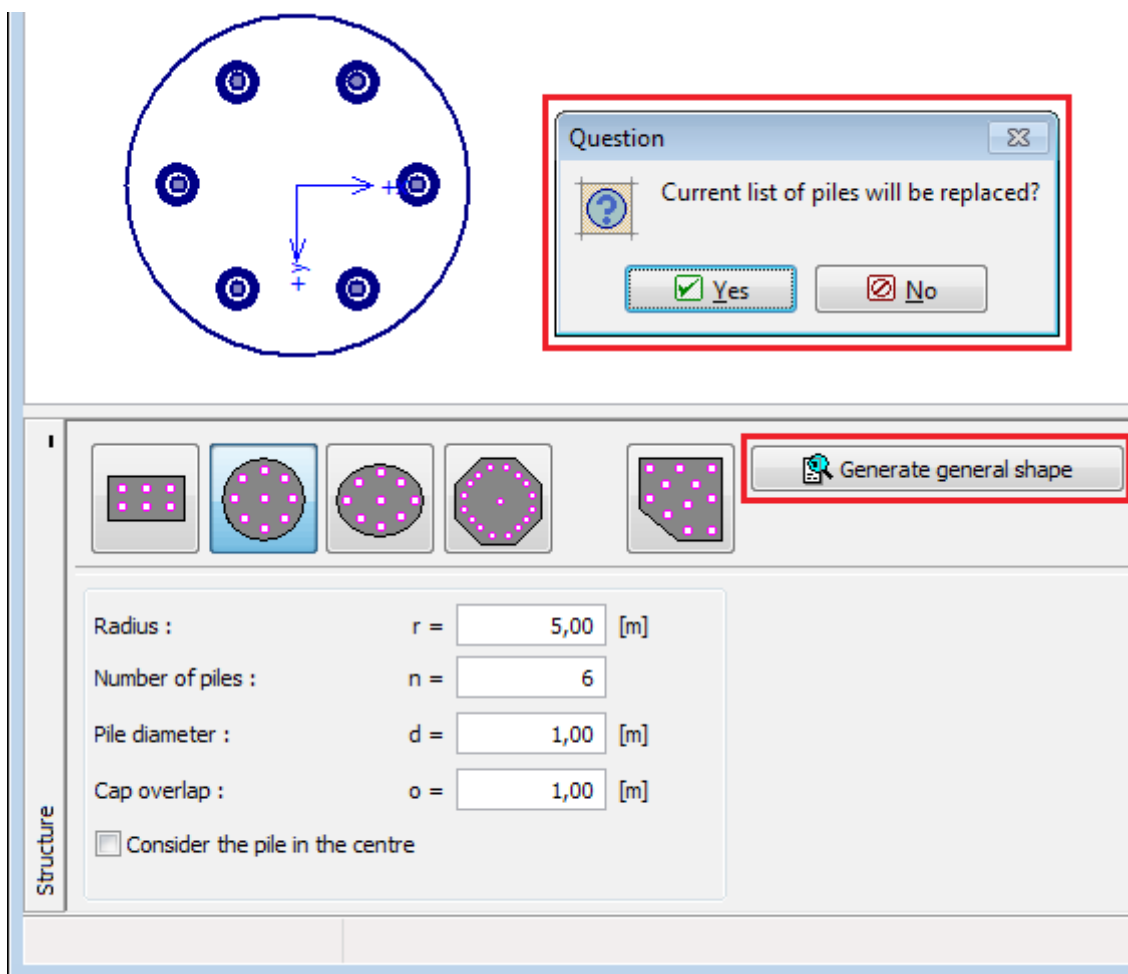 Question
Current list of piles will be replaced?
Yes
No
+
+y
Generate general shape
Structure
Radius : r = 5,00 [m]
Number of piles : n = 6
Pile diameter : d = 1,00 [m]
Cap overlap : o = 1,00 [m]
Consider the pile in the centre